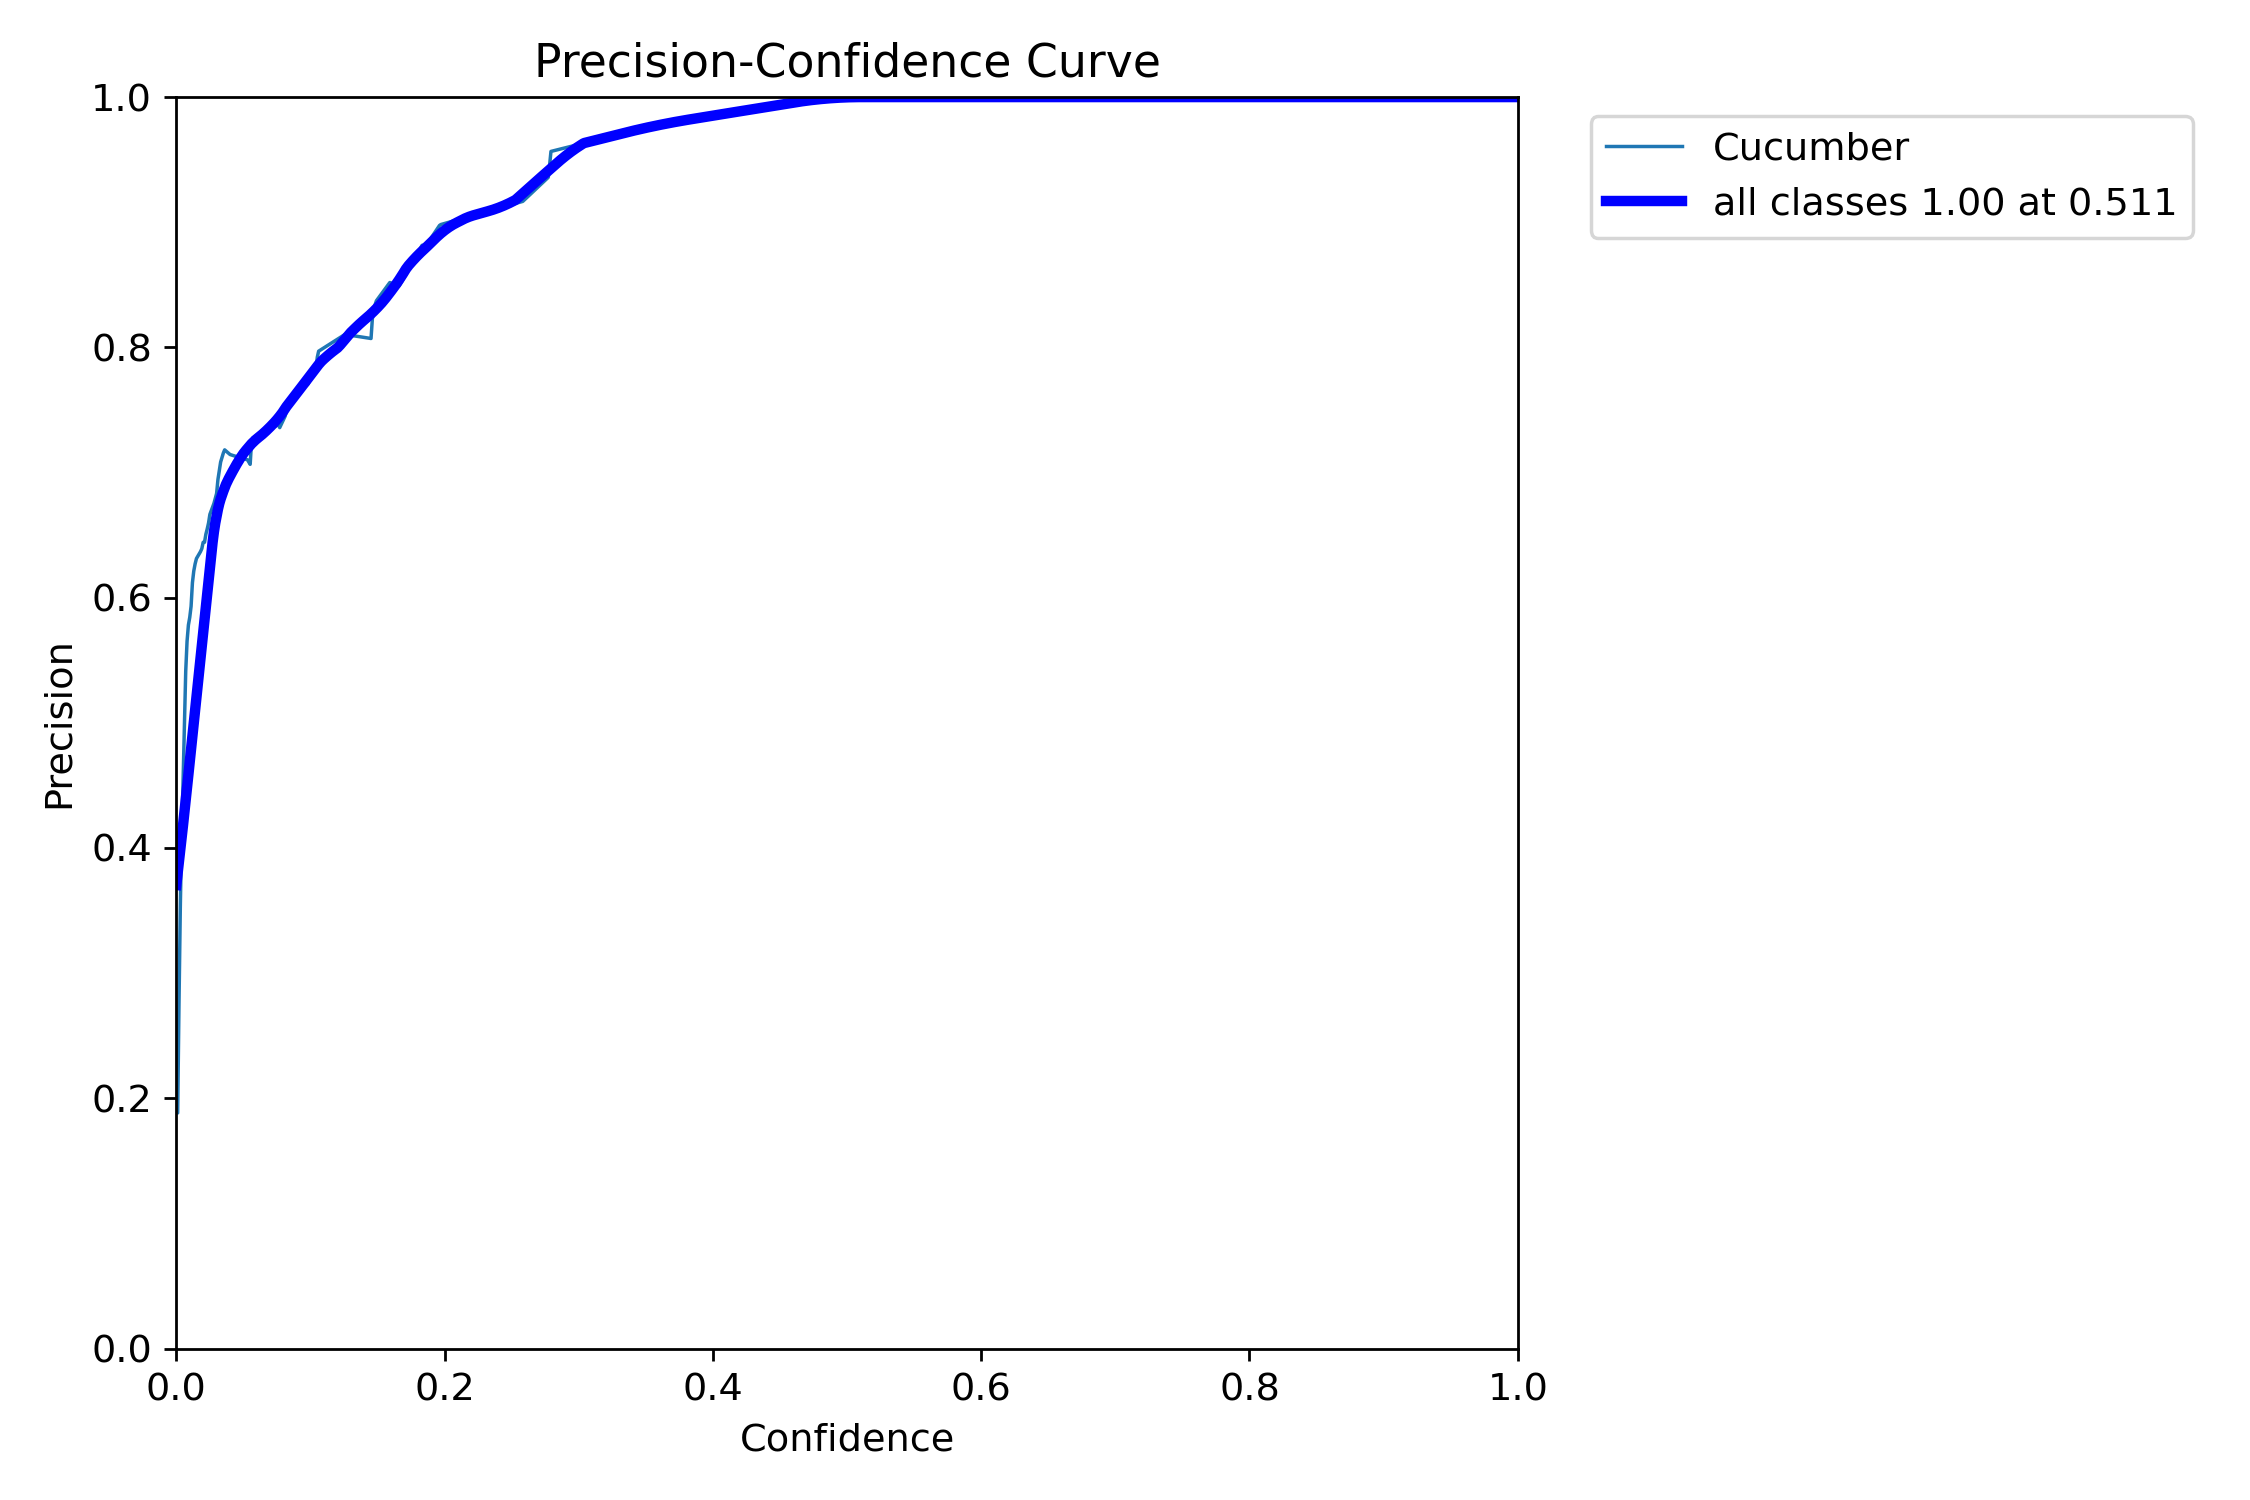 Precision-Confidence Curve
1.0
0.8
0.6
0.4
0.2
0.0
Precision
0.0 0.2 0.4 0.6 0.8 1.0
Confidence
Cucumber
all classes 1.00 at 0.511